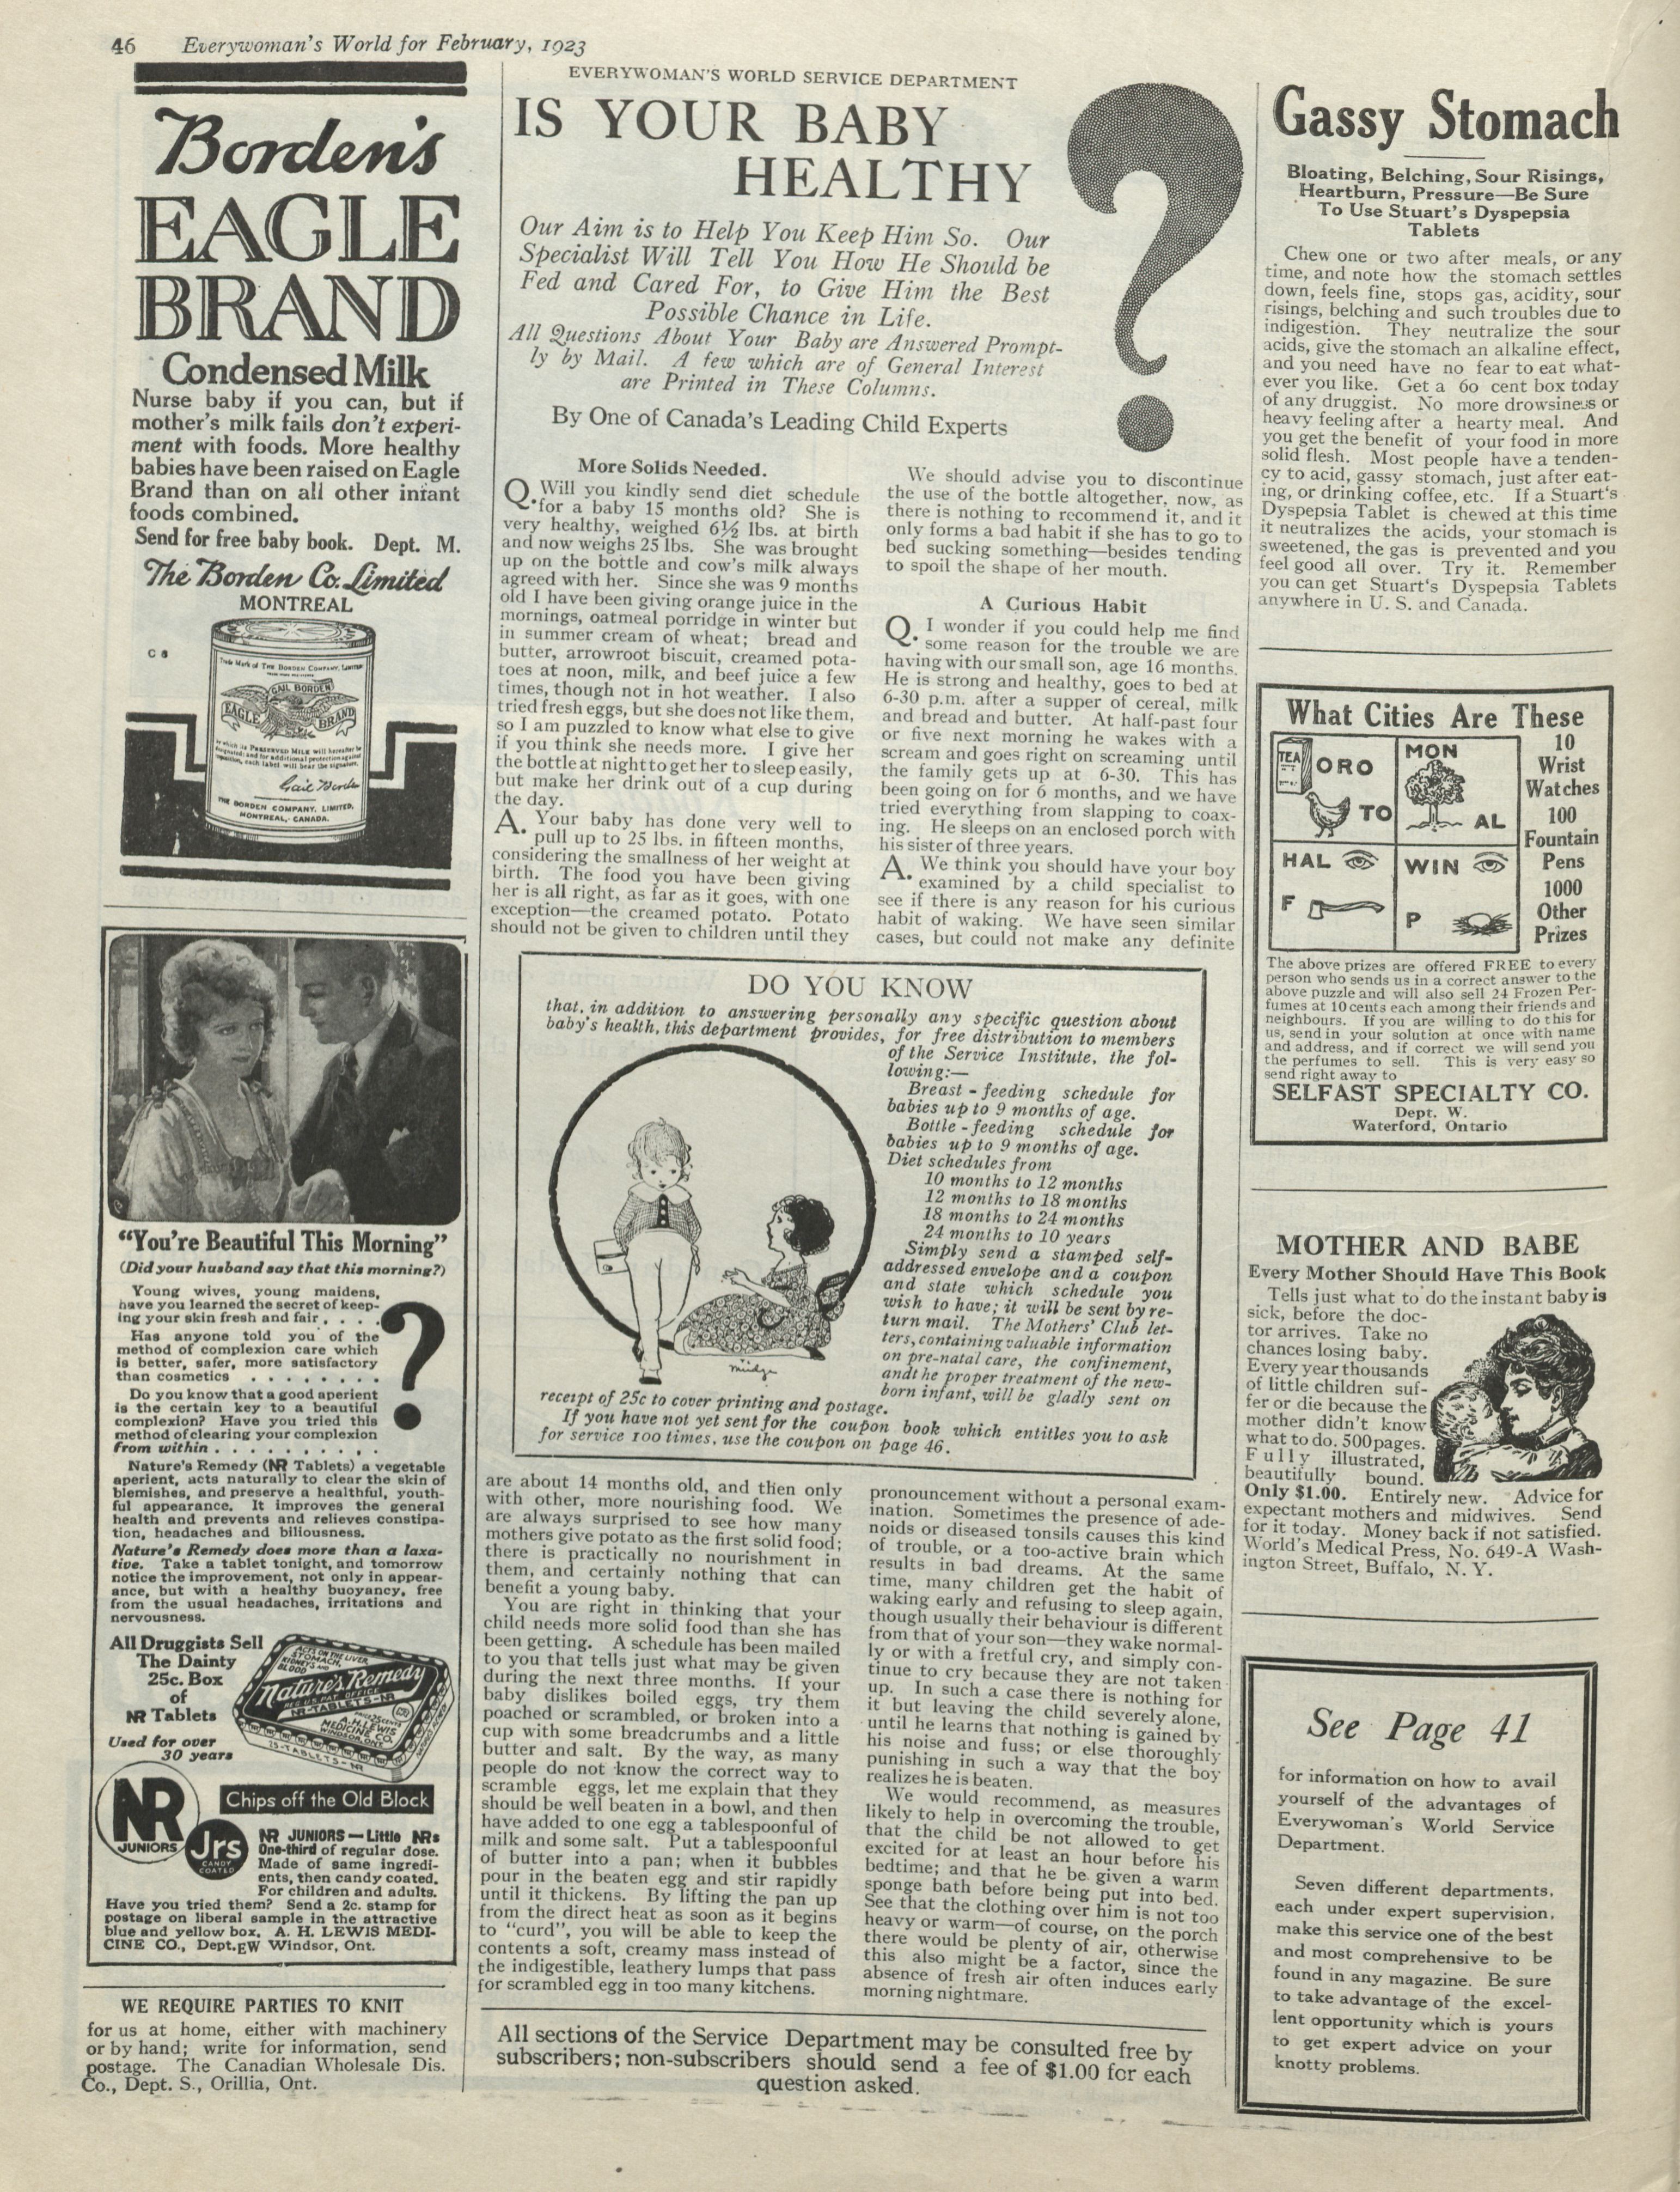 46 Everywoman's World for February, 1923
Borden's
EAGLE
BRAND
Condensed Milk
Nurse baby if you can, but if
mother's milk fails don't experi-
ment with foods. More healthy
babies have been raised on Eagle
Brand than on all other infant
foods combined.
Send for free baby book. Dept. M.
The Borden Co. Limited
MONTREAL
C 8
Trade Mark of THE BORDEN COMPANY, LIMITED
GAIL BORDEN
EAGLE BRAND
Gail Borden
THE BORDEN COMPANY, LIMITED,
MONTREAL, CANADA.
"You're Beautiful This Morning"
(Did your husband say that this morning?)
Young wives, young maidens,
have you learned the secret of keep-
ing your skin fresh and fair . . . .
Has anyone told you of the
method of complexion care which
is better, safer, more satisfactory
than cosmetics . . . . . . . .
Do you know that a good aperient
is the certain key to a beautiful
complexion? Have you tried this
method of clearing your complexion
from within . . . . . . . . . .
?
Nature's Remedy (NR Tablets) a vegetable
aperient, acts naturally to clear the skin of
blemishes, and preserve a healthful, youth-
ful appearance. It improves the general
health and prevents and relieves constipa-
tion, headaches and biliousness.
Nature's Remedy does more than a laxa-
tive. Take a tablet tonight, and tomorrow
notice the improvement, not only in appear-
ance, but with a healthy buoyancy, free
from the usual headaches, irritations and
nervousness.
All Druggists Sell
The Dainty
25c. Box
of
NR Tablets
Used for over
30 years
ACTS ON THE LIVER
STOMACH,
KIDNEYS AND
BLOOD
Nature's Remedy
REG. U.S. PAT. OFFICE
NR-TABLETS-NR
PRICE 25 CENTS
A.H. LEWIS
MEDICINE CO.
WINDSOR, ONT.
25-TABLETS-NR
NR
JUNIORS
Jrs
CANDY
COATED
Chips off the Old Block
NR JUNIORS—Little NRs
One-third of regular dose.
Made of same ingredi-
ents, then candy coated.
For children and adults.
Have you tried them? Send a 2c. stamp for
postage on liberal sample in the attractive
blue and yellow box. A. H. LEWIS MEDI-
CINE CO., Dept. EW Windsor, Ont.
WE REQUIRE PARTIES TO KNIT
for us at home, either with machinery
or by hand; write for information, send
postage. The Canadian Wholesale Dis.
Co., Dept. S., Orillia, Ont.
EVERYWOMAN'S WORLD SERVICE DEPARTMENT
IS YOUR BABY
HEALTHY
?
Our Aim is to Help You Keep Him So. Our
Specialist Will Tell You How He Should be
Fed and Cared For, to Give Him the Best
Possible Chance in Life.
All Questions About Your Baby are Answered Prompt-
ly by Mail. A few which are of General Interest
are Printed in These Columns.
By One of Canada's Leading Child Experts
More Solids Needed.
Q. Will you kindly send diet schedule
for a baby 15 months old? She is
very healthy, weighed 6½ lbs. at birth
and now weighs 25 lbs. She was brought
up on the bottle and cow's milk always
agreed with her. Since she was 9 months
old I have been giving orange juice in the
mornings, oatmeal porridge in winter but
in summer cream of wheat; bread and
butter, arrowroot biscuit, creamed pota-
toes at noon, milk, and beef juice a few
times, though not in hot weather. I also
tried fresh eggs, but she does not like them,
so I am puzzled to know what else to give
if you think she needs more. I give her
the bottle at night to get her to sleep easily,
but make her drink out of a cup during
the day.
A. Your baby has done very well to
pull up to 25 lbs. in fifteen months,
considering the smallness of her weight at
birth. The food you have been giving
her is all right, as far as it goes, with one
exception—the creamed potato. Potato
should not be given to children until they
We should advise you to discontinue
the use of the bottle altogether, now, as
there is nothing to recommend it, and it
only forms a bad habit if she has to go to
bed sucking something—besides tending
to spoil the shape of her mouth.
A Curious Habit
Q. I wonder if you could help me find
some reason for the trouble we are
having with our small son, age 16 months.
He is strong and healthy, goes to bed at
6-30 p.m. after a supper of cereal, milk
and bread and butter. At half-past four
or five next morning he wakes with a
scream and goes right on screaming until
the family gets up at 6-30. This has
been going on for 6 months, and we have
tried everything from slapping to coax-
ing. He sleeps on an enclosed porch with
his sister of three years.
A. We think you should have your boy
examined by a child specialist to
see if there is any reason for his curious
habit of waking. We have seen similar
cases, but could not make any definite
DO YOU KNOW
that, in addition to answering personally any specific question about
baby's health, this department provides, for free distribution to members
of the Service Institute, the fol-
lowing:—
Breast-feeding schedule for
babies up to 9 months of age.
Bottle-feeding schedule for
babies up to 9 months of age.
Diet schedules from
10 months to 12 months
12 months to 18 months
18 months to 24 months
24 months to 10 years
Simply send a stamped self-
addressed envelope and a coupon
and state which schedule you
wish to have; it will be sent by re-
turn mail. The Mothers' Club let-
ters, containing valuable information
on pre-natal care, the confinement,
andt he proper treatment of the new-
born infant, will be gladly sent on
receipt of 25c to cover printing and postage.
If you have not yet sent for the coupon book which entitles you to ask
for service 100 times, use the coupon on page 46.
Midge
are about 14 months old, and then only
with other, more nourishing food. We
are always surprised to see how many
mothers give potato as the first solid food;
there is practically no nourishment in
them, and certainly nothing that can
benefit a young baby.
You are right in thinking that your
child needs more solid food than she has
been getting. A schedule has been mailed
to you that tells just what may be given
during the next three months. If your
baby dislikes boiled eggs, try them
poached or scrambled, or broken into a
cup with some breadcrumbs and a little
butter and salt. By the way, as many
people do not know the correct way to
scramble eggs, let me explain that they
should be well beaten in a bowl, and then
have added to one egg a tablespoonful of
milk and some salt. Put a tablespoonful
of butter into a pan; when it bubbles
pour in the beaten egg and stir rapidly
until it thickens. By lifting the pan up
from the direct heat as soon as it begins
to "curd", you will be able to keep the
contents a soft, creamy mass instead of
the indigestible, leathery lumps that pass
for scrambled egg in too many kitchens.
pronouncement without a personal exam-
ination. Sometimes the presence of ade-
noids or diseased tonsils causes this kind
of trouble, or a too-active brain which
results in bad dreams. At the same
time, many children get the habit of
waking early and refusing to sleep again,
though usually their behaviour is different
from that of your son—they wake normal-
ly or with a fretful cry, and simply con-
tinue to cry because they are not taken
up. In such a case there is nothing for
it but leaving the child severely alone,
until he learns that nothing is gained by
his noise and fuss; or else thoroughly
punishing in such a way that the boy
realizes he is beaten.
We would recommend, as measures
likely to help in overcoming the trouble,
that the child be not allowed to get
excited for at least an hour before his
bedtime; and that he be given a warm
sponge bath before being put into bed.
See that the clothing over him is not too
heavy or warm—of course, on the porch
there would be plenty of air, otherwise
this also might be a factor, since the
absence of fresh air often induces early
morning nightmare.
All sections of the Service Department may be consulted free by
subscribers; non-subscribers should send a fee of $1.00 for each
question asked.
Gassy Stomach
Bloating, Belching, Sour Risings,
Heartburn, Pressure—Be Sure
To Use Stuart's Dyspepsia
Tablets
Chew one or two after meals, or any
time, and note how the stomach settles
down, feels fine, stops gas, acidity, sour
risings, belching and such troubles due to
indigestion. They neutralize the sour
acids, give the stomach an alkaline effect,
and you need have no fear to eat what-
ever you like. Get a 60 cent box today
of any druggist. No more drowsiness or
heavy feeling after a hearty meal. And
you get the benefit of your food in more
solid flesh. Most people have a tenden-
cy to acid, gassy stomach, just after eat-
ing, or drinking coffee, etc. If a Stuart's
Dyspepsia Tablet is chewed at this time
it neutralizes the acids, your stomach is
sweetened, the gas is prevented and you
feel good all over. Try it. Remember
you can get Stuart's Dyspepsia Tablets
anywhere in U. S. and Canada.
What Cities Are These
TEA
ORO
TO
MON
AL
HAL
F
WIN
P
10
Wrist
Watches
100
Fountain
Pens
1000
Other
Prizes
The above prizes are offered FREE to every
person who sends us in a correct answer to the
above puzzle and will also sell 24 Frozen Per-
fumes at 10 cents each among their friends and
neighbours. If you are willing to do this for
us, send in your solution at once with name
and address, and if correct we will send you
the perfumes to sell. This is very easy so
send right away to
SELFAST SPECIALTY CO.
Dept. W.
Waterford, Ontario
MOTHER AND BABE
Every Mother Should Have This Book
Tells just what to do the instant baby is
sick, before the doc-
tor arrives. Take no
chances losing baby.
Every year thousands
of little children suf-
fer or die because the
mother didn't know
what to do. 500 pages.
Fully illustrated,
beautifully bound.
Only $1.00. Entirely new. Advice for
expectant mothers and midwives. Send
for it today. Money back if not satisfied.
World's Medical Press, No. 649-A Wash-
ington Street, Buffalo, N. Y.
See Page 41
for information on how to avail
yourself of the advantages of
Everywoman's World Service
Department.
Seven different departments,
each under expert supervision,
make this service one of the best
and most comprehensive to be
found in any magazine. Be sure
to take advantage of the excel-
lent opportunity which is yours
to get expert advice on your
knotty problems.